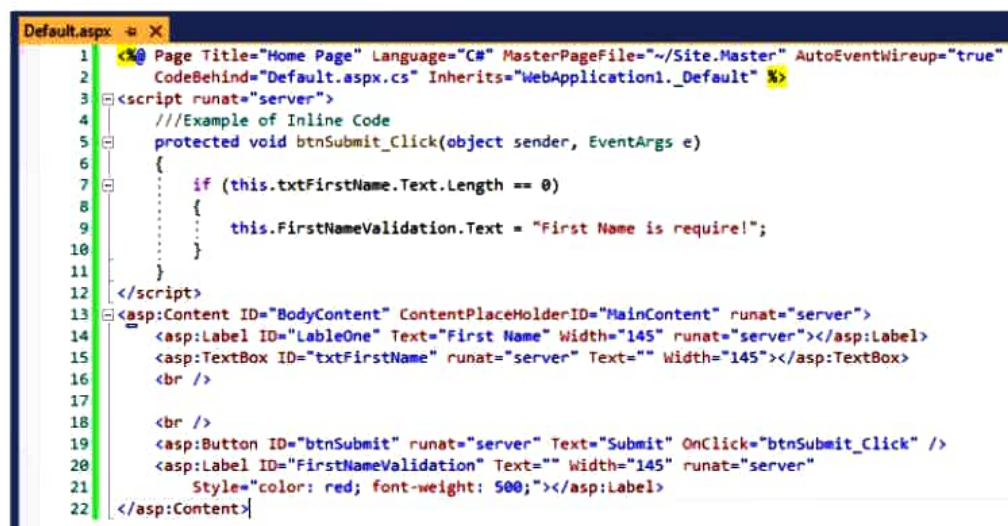 Default.aspx
1 <%@ Page Title="Home Page" Language="C#" MasterPageFile="~/Site.Master" AutoEventWireup="true"
2 CodeBehind="Default.aspx.cs" Inherits="WebApplication1._Default" %>
3 <script runat="server">
4 ///Example of Inline Code
5 protected void btnSubmit_Click(object sender, EventArgs e)
6 {
7 if (this.txtFirstName.Text.Length == 0)
8 {
9 this.FirstNameValidation.Text = "First Name is require!";
10 }
11 }
12 </script>
13 <asp:Content ID="BodyContent" ContentPlaceHolderID="MainContent" runat="server">
14 <asp:Label ID="LableOne" Text="First Name" Width="145" runat="server"></asp:Label>
15 <asp:TextBox ID="txtFirstName" runat="server" Text="" Width="145"></asp:TextBox>
16 <br />
17
18 <br />
19 <asp:Button ID="btnSubmit" runat="server" Text="Submit" OnClick="btnSubmit_Click" />
20 <asp:Label ID="FirstNameValidation" Text="" Width="145" runat="server"
21 Style="color: red; font-weight: 500;"></asp:Label>
22 </asp:Content>